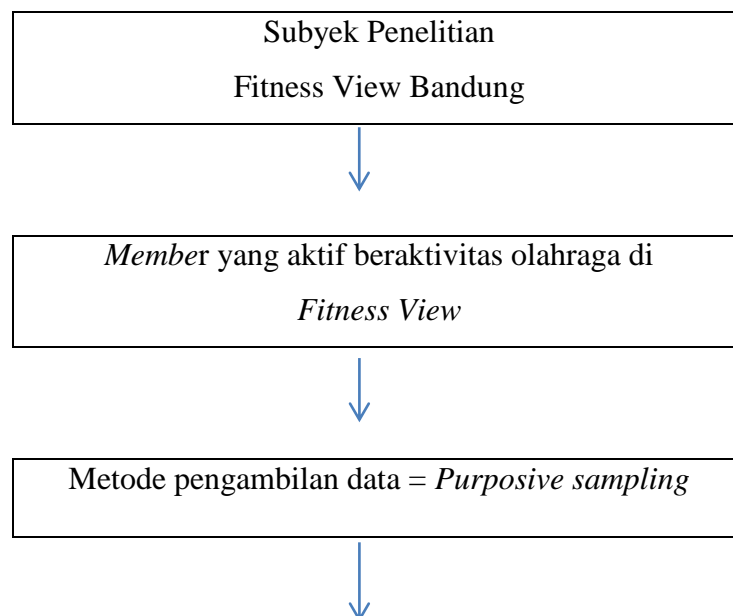 Subyek Penelitian
Fitness View Bandung
Member yang aktif beraktivitas olahraga di
Fitness View
Metode pengambilan data = Purposive sampling